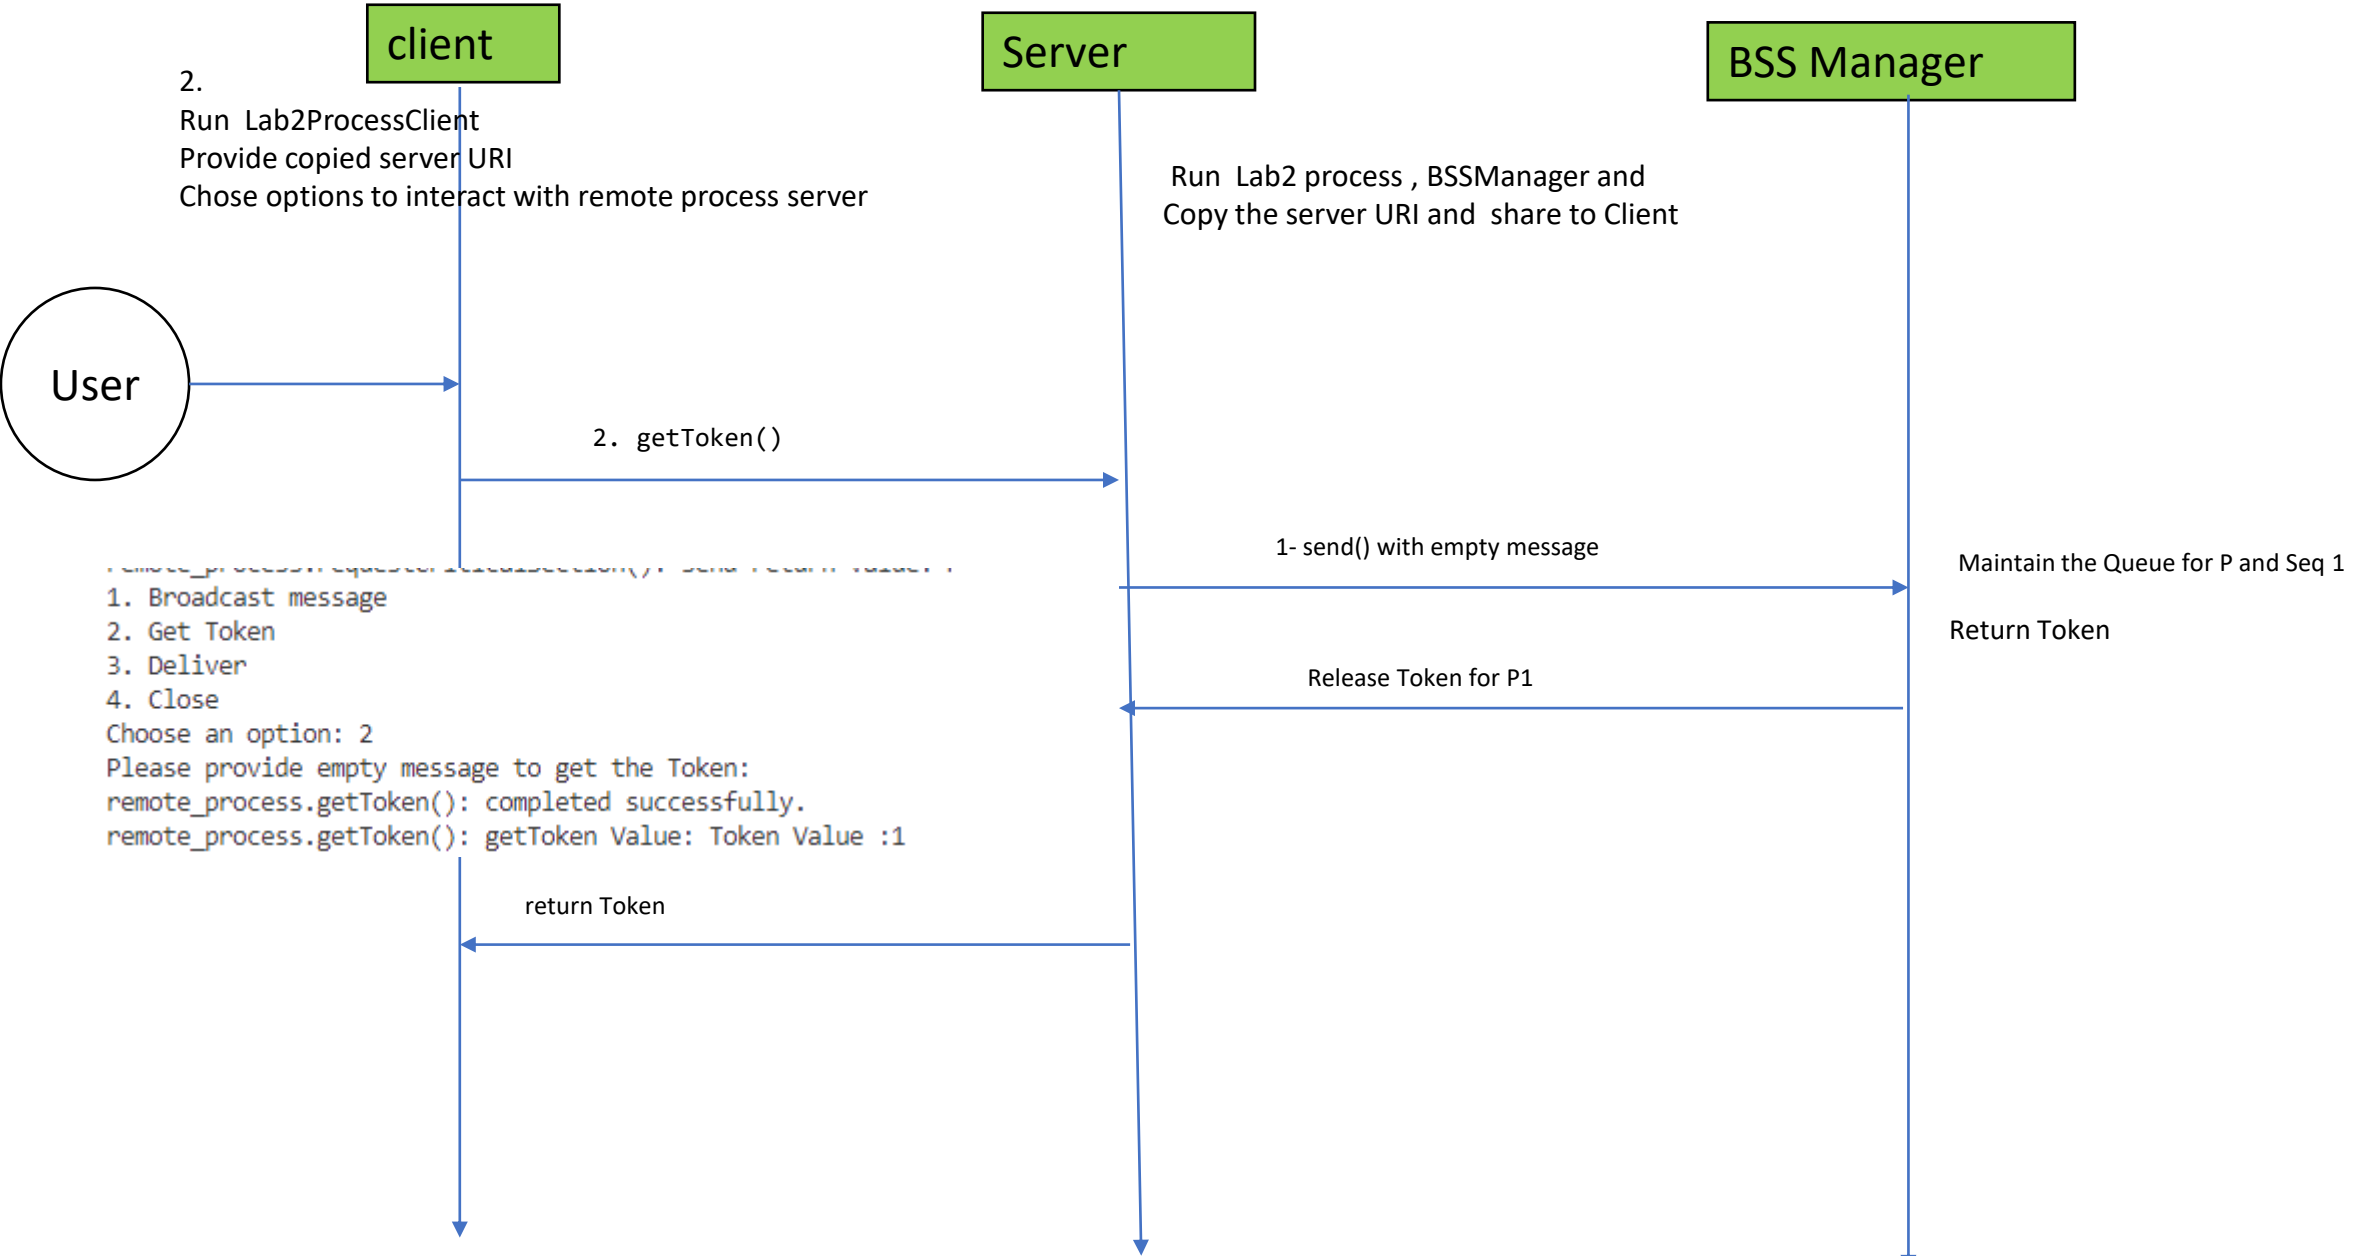 client
Server
BSS Manager
2.
Run Lab2ProcessClient
Provide copied server URI
Chose options to interact with remote process server
Run Lab2 process , BSSManager and
Copy the server URI and share to Client
User
2. getToken()
1- send() with empty message
Maintain the Queue for P and Seq 1
Return Token
Release Token for P1
1. Broadcast message
2. Get Token
3. Deliver
4. Close
Choose an option: 2
Please provide empty message to get the Token:
remote_process.getToken(): completed successfully.
remote_process.getToken(): getToken Value: Token Value :1
return Token